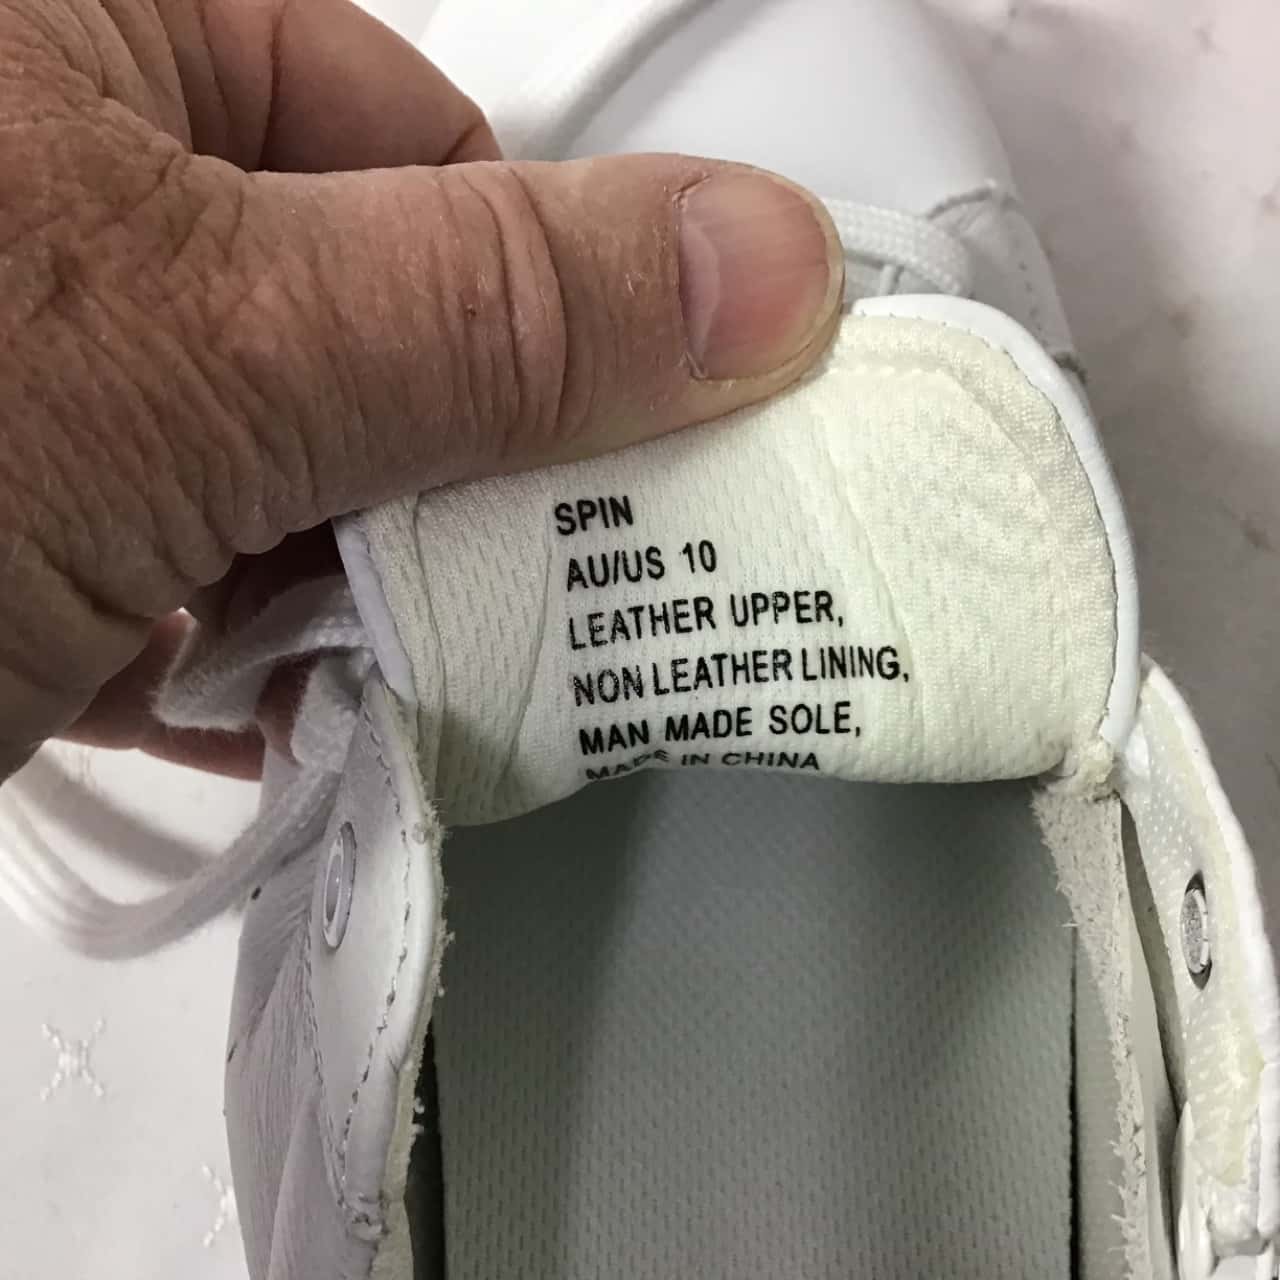 SPIN
AU/US 10
LEATHER UPPER,
NON LEATHER LINING,
MAN MADE SOLE,
MADE IN CHINA